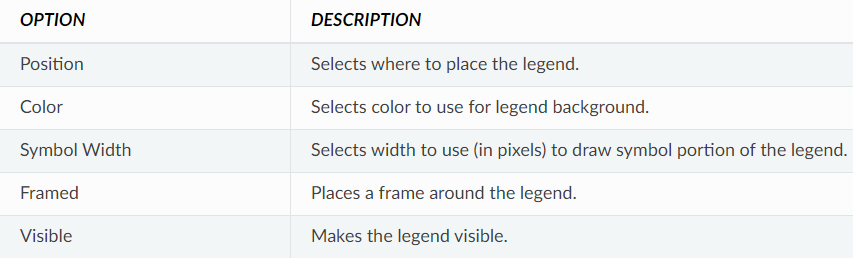 OPTION DESCRIPTION
Position Selects where to place the legend.
Color Selects color to use for legend background.
Symbol Width Selects width to use (in pixels) to draw symbol portion of the legend.
Framed Places a frame around the legend.
Visible Makes the legend visible.